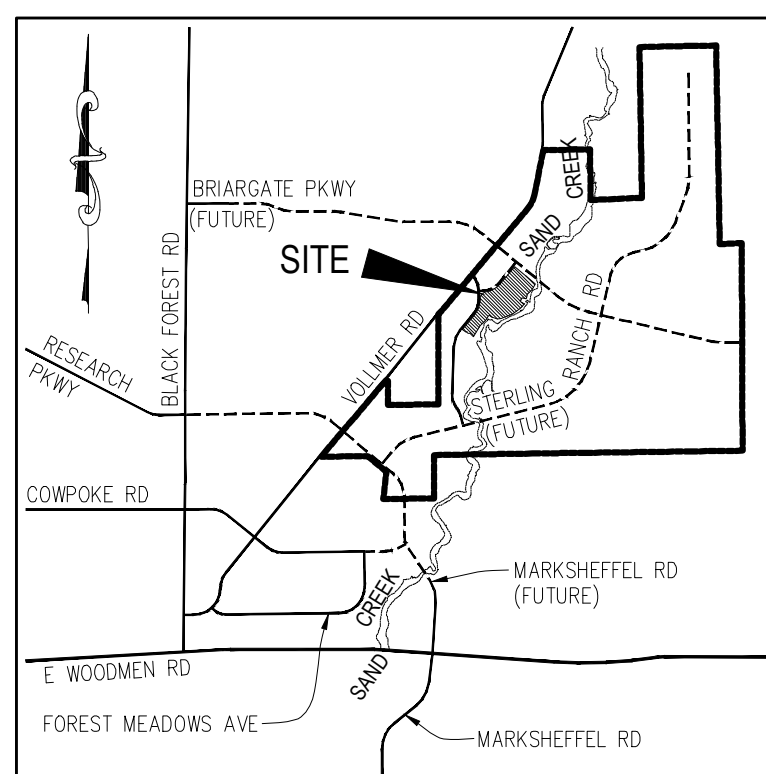 CREEK
SAND
BRIARGATE PKWY
(FUTURE)
SITE
BLACK FOREST RD
VOLLMER RD
RANCH RD
STERLING
(FUTURE)
RESEARCH
PKWY
COWPOKE RD
MARKSHEFFEL RD
(FUTURE)
CREEK
SAND
E WOODMEN RD
FOREST MEADOWS AVE
MARKSHEFFEL RD